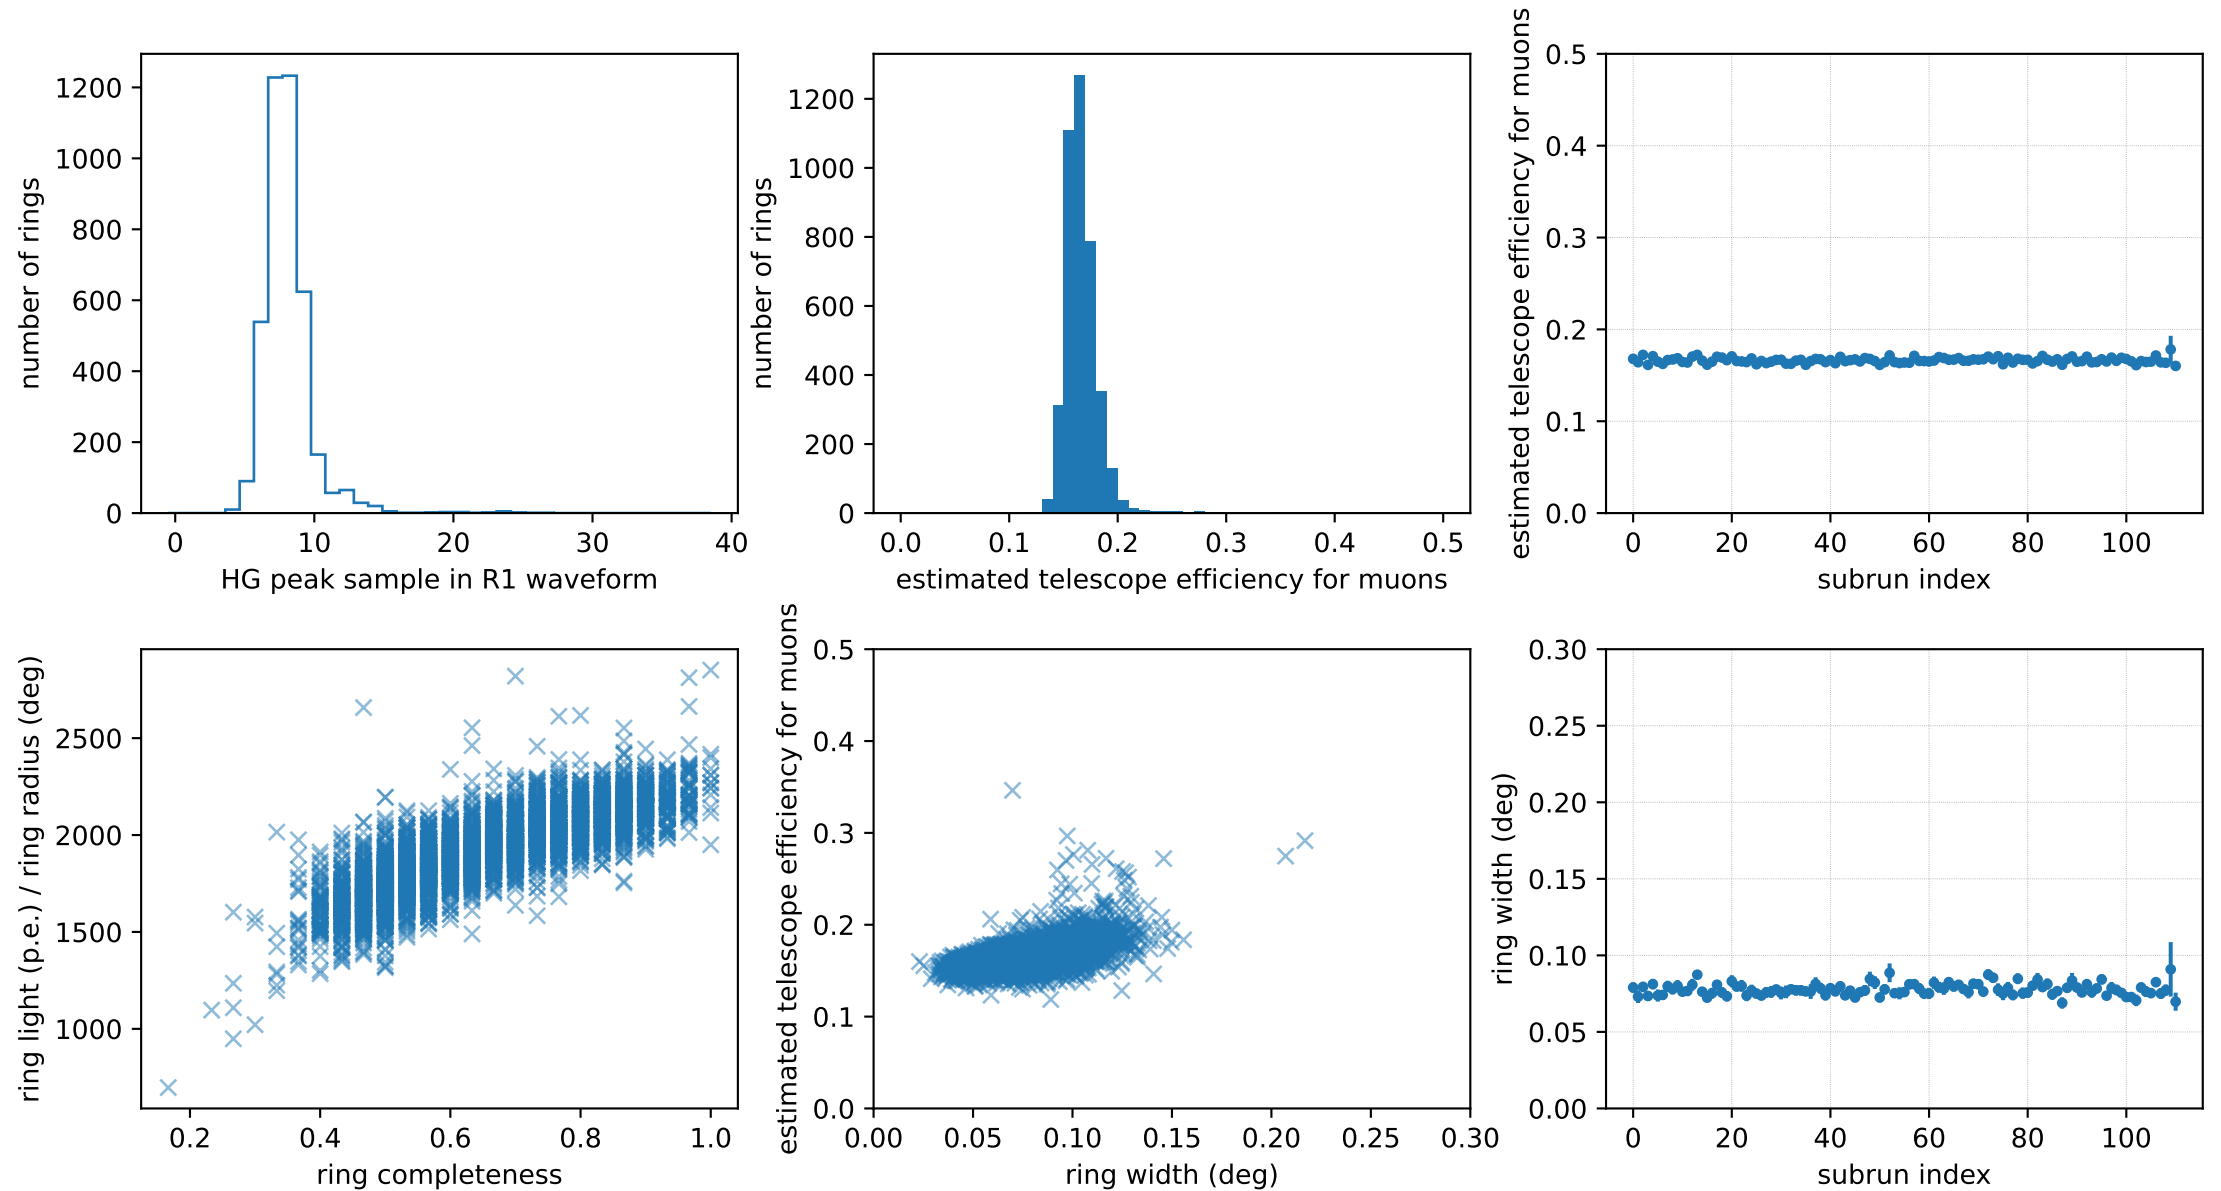 1200
1000
800
600
400
200
0
number of rings
0 10 20 30 40
HG peak sample in R1 waveform
1200
1000
800
600
400
200
0
number of rings
0.0 0.1 0.2 0.3 0.4 0.5
estimated telescope efficiency for muons
0.5
0.4
0.3
0.2
0.1
0.0
estimated telescope efficiency for muons
0 20 40 60 80 100
subrun index
2500
2000
1500
1000
ring light (p.e.) / ring radius (deg)
0.2 0.4 0.6 0.8 1.0
ring completeness
0.5
0.4
0.3
0.2
0.1
0.0
estimated telescope efficiency for muons
0.00 0.05 0.10 0.15 0.20 0.25 0.30
ring width (deg)
0.30
0.25
0.20
0.15
0.10
0.05
0.00
ring width (deg)
0 20 40 60 80 100
subrun index